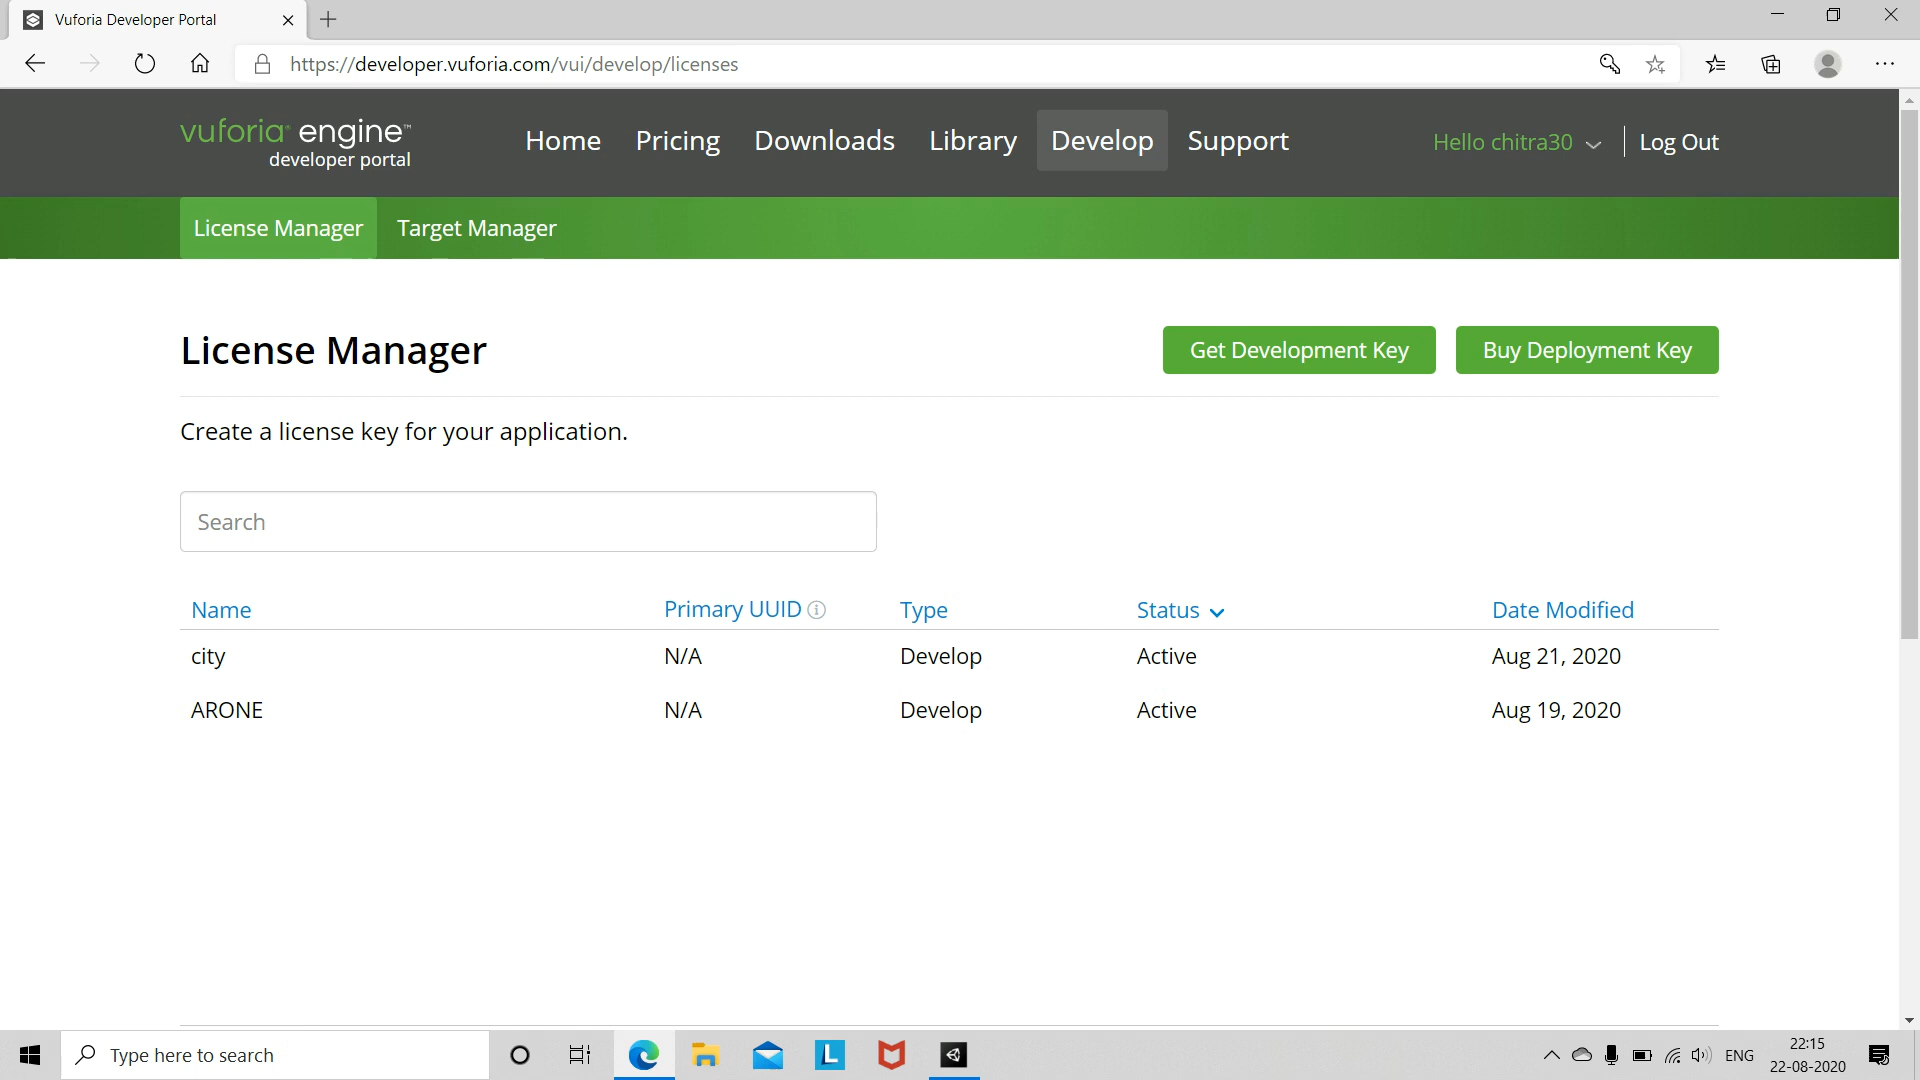 Vuforia Developer Portal
https://developer.vuforia.com/vui/develop/licenses
vuforia engine™
developer portal
Home Pricing Downloads Library Develop Support
Hello chitra30
Log Out
License Manager Target Manager
License Manager
Get Development Key
Buy Deployment Key
Create a license key for your application.
Search
Name Primary UUID Type Status Date Modified
city N/A Develop Active Aug 21, 2020
ARONE N/A Develop Active Aug 19, 2020
Type here to search
L
ENG
22:15
22-08-2020